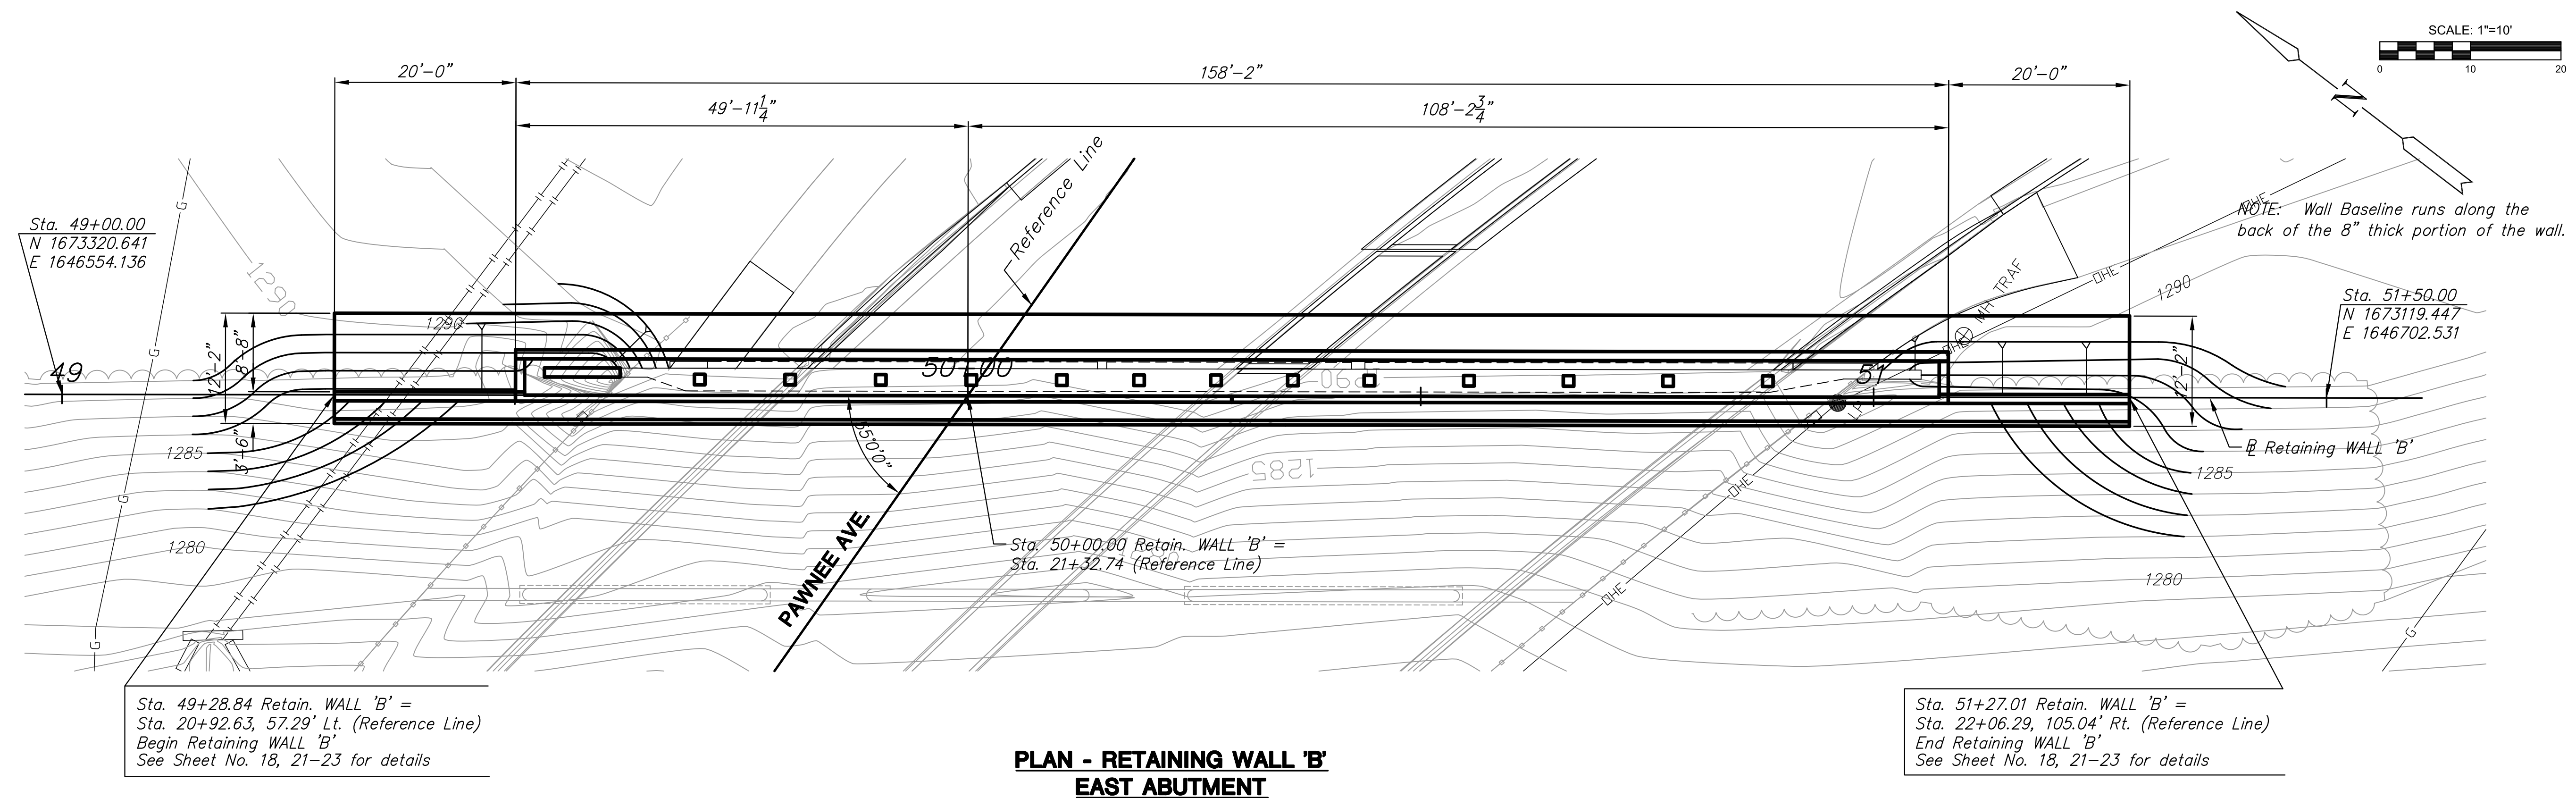 SCALE: 1"=10'
0 10 20
N
20'-0" 158'-2" 20'-0"
49'-11 1/4" 108'-2 3/4"
Reference Line
NOTE: Wall Baseline runs along the
back of the 8" thick portion of the wall.
Sta. 49+00.00
N 1673320.641
E 1646554.136
Sta. 51+50.00
N 1673119.447
E 1646702.531
G
G
G
G
G
1290
1290
1290
1290
OHE
OHE
OHE
OHE
OHE
MH TRAF
LP
49
50+00
51
12'-2"
8'-8"
3'-6"
12'-2"
55°0'0"
1285
1285
1285
1280
1280
PAWNEE AVE.
℄ Retaining WALL 'B'
Sta. 50+00.00 Retain. WALL 'B' =
Sta. 21+32.74 (Reference Line)
Sta. 49+28.84 Retain. WALL 'B' =
Sta. 20+92.63, 57.29' Lt. (Reference Line)
Begin Retaining WALL 'B'
See Sheet No. 18, 21-23 for details
Sta. 51+27.01 Retain. WALL 'B' =
Sta. 22+06.29, 105.04' Rt. (Reference Line)
End Retaining WALL 'B'
See Sheet No. 18, 21-23 for details
PLAN - RETAINING WALL 'B'
EAST ABUTMENT